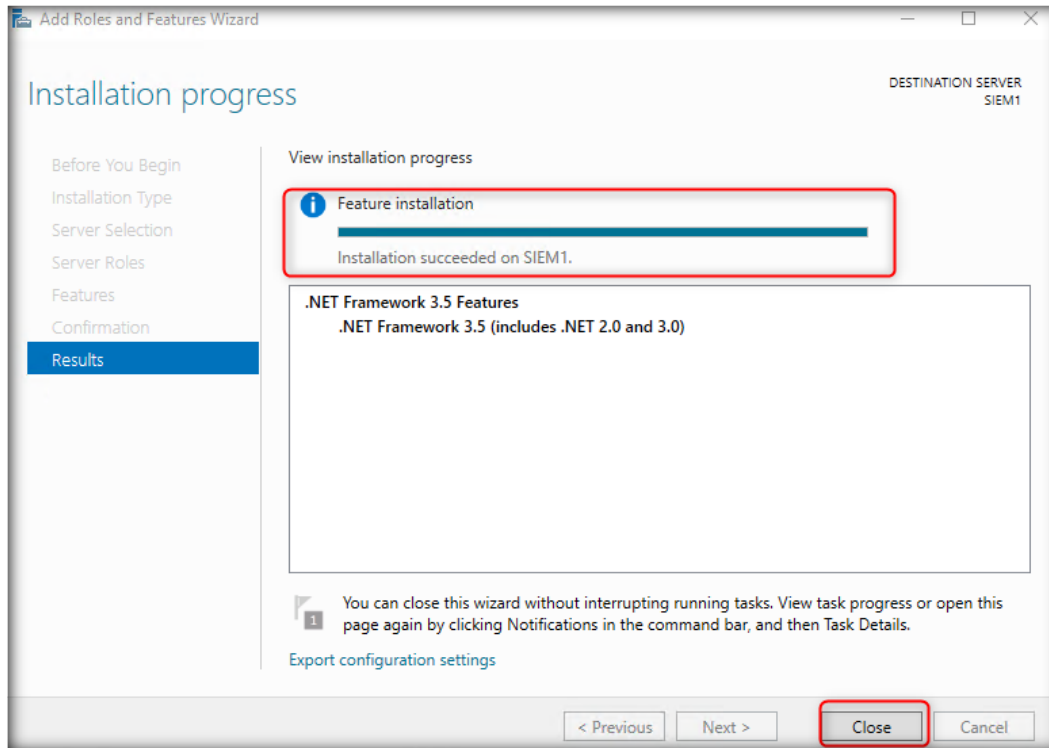 Add Roles and Features Wizard
Installation progress
DESTINATION SERVER
SIEM1
Before You Begin
Installation Type
Server Selection
Server Roles
Features
Confirmation
Results
View installation progress
Feature installation
Installation succeeded on SIEM1.
.NET Framework 3.5 Features
.NET Framework 3.5 (includes .NET 2.0 and 3.0)
1
You can close this wizard without interrupting running tasks. View task progress or open this
page again by clicking Notifications in the command bar, and then Task Details.
Export configuration settings
< Previous
Next >
Close
Cancel